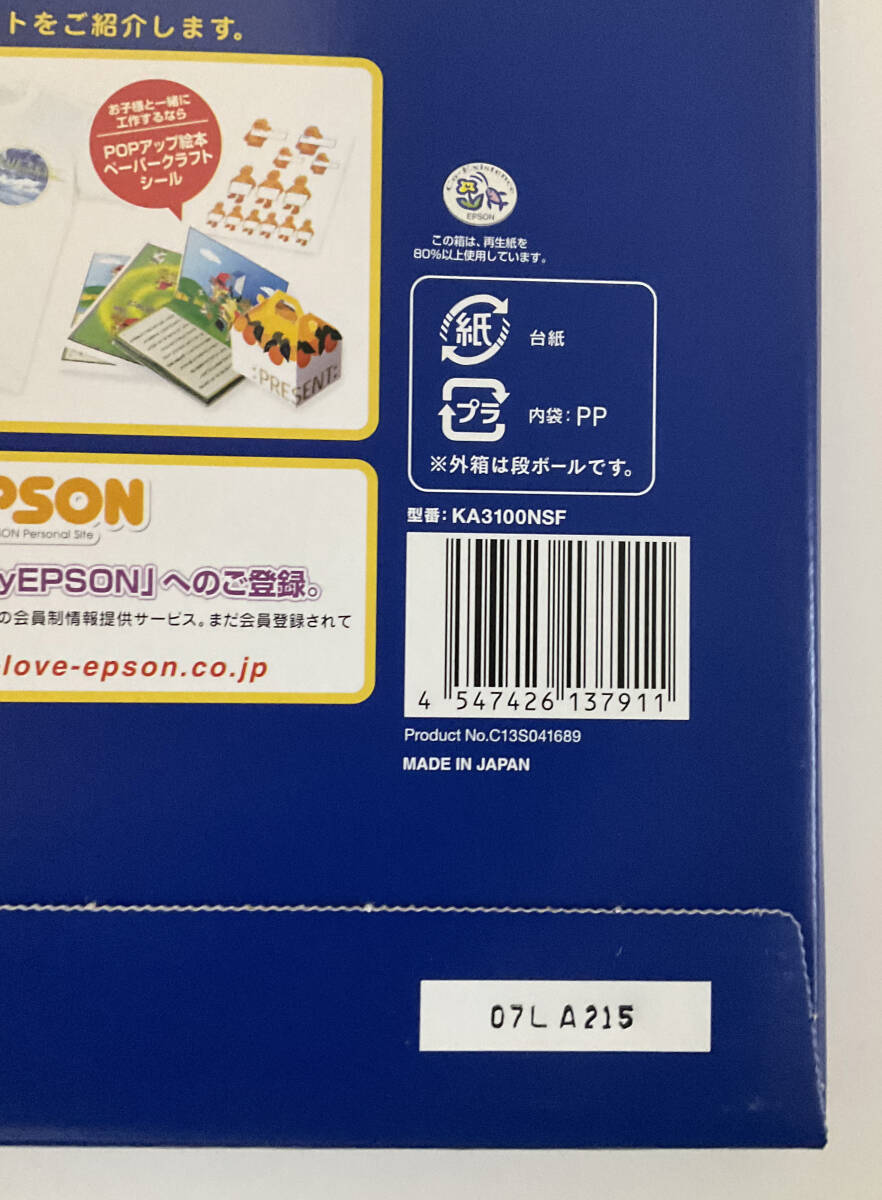 トをご紹介します。
お子様と一緒に
工作するなら
POPアップ絵本
ペーパークラフト
シール
:PRESENT:
Co-Existence
EPSON
この箱は、再生紙を
80%以上使用しています。
紙 台紙
プラ 内袋：PP
※外箱は段ボールです。
PSON
ON Personal Site
yEPSON」へのご登録。
の会員制情報提供サービス。まだ会員登録されて
love-epson.co.jp
型番：KA3100NSF
4 547426 137911
Product No.C13S041689
MADE IN JAPAN
07L A215